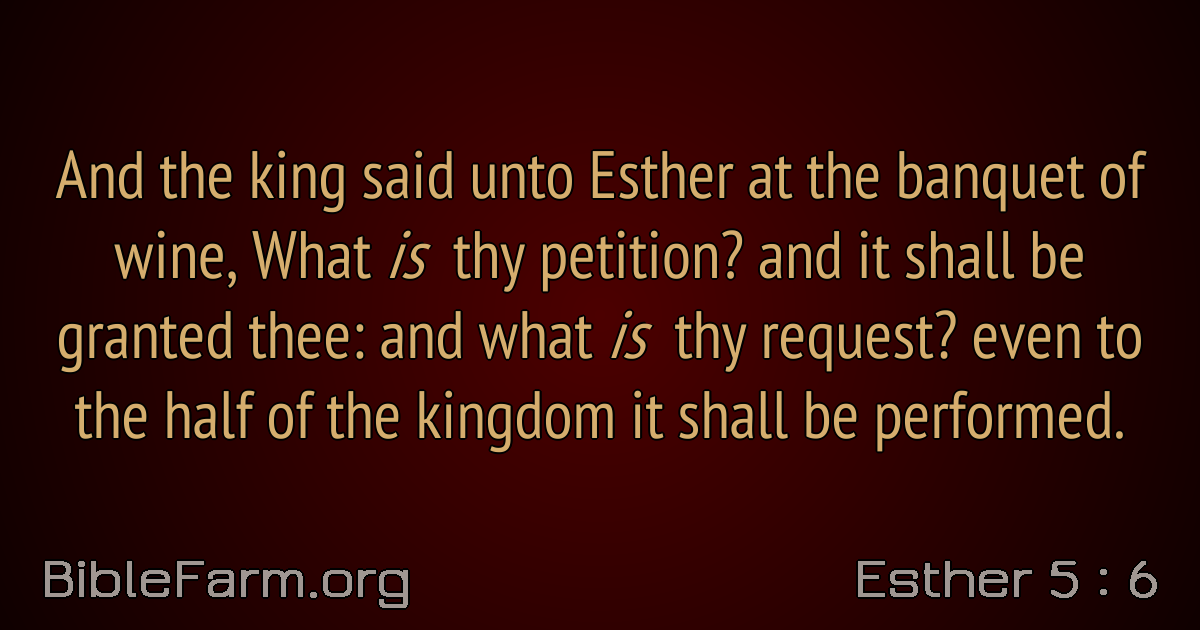 And the king said unto Esther at the banquet of
wine, What is thy petition? and it shall be
granted thee: and what is thy request? even to
the half of the kingdom it shall be performed.
BibleFarm.org
Esther 5 : 6